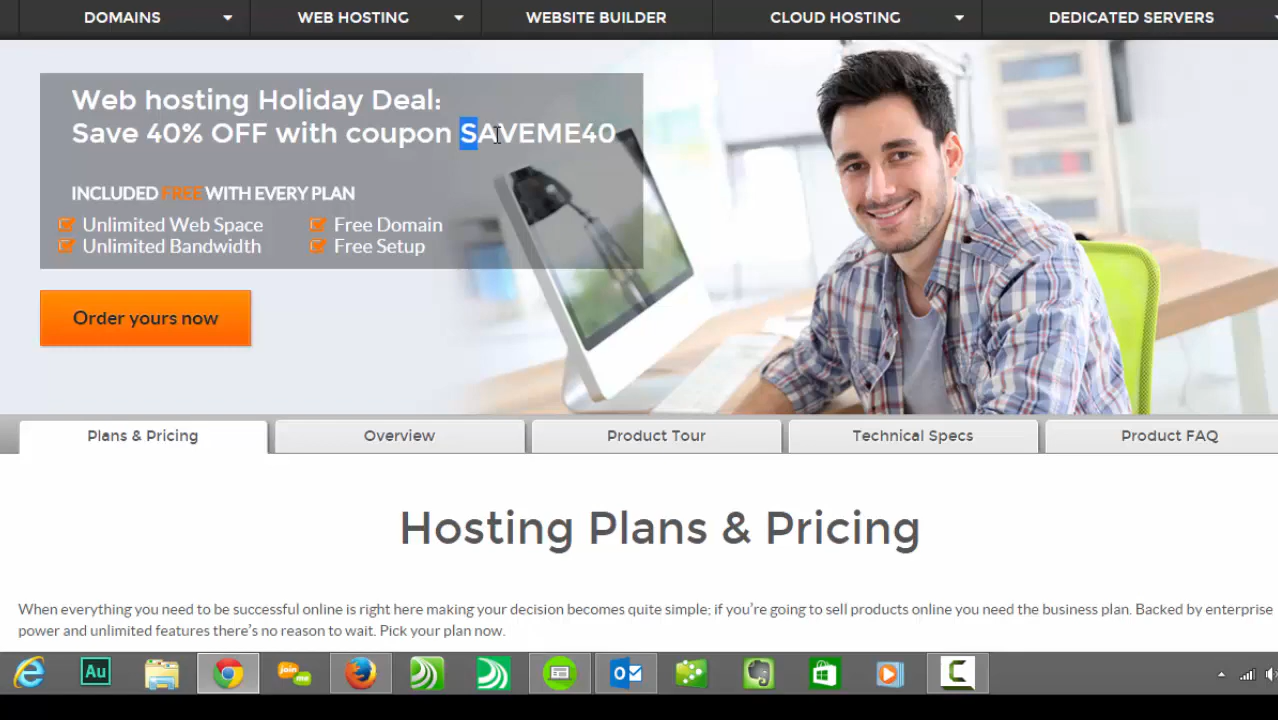 DOMAINS WEB HOSTING WEBSITE BUILDER CLOUD HOSTING DEDICATED SERVERS
Web hosting Holiday Deal:
Save 40% OFF with coupon SAVEME40
INCLUDED FREE WITH EVERY PLAN
Unlimited Web Space Free Domain
Unlimited Bandwidth Free Setup
Order yours now
Plans & Pricing Overview Product Tour Technical Specs Product FAQ
Hosting Plans & Pricing
When everything you need to be successful online is right here making your decision becomes quite simple; if you're going to sell products online you need the business plan. Backed by enterprise
power and unlimited features there's no reason to wait. Pick your plan now.
Au
join
me